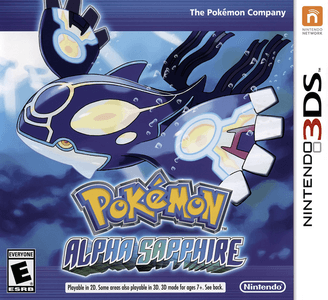 The Pokémon Company
NINTENDO
NETWORK
NINTENDO 3DS
POKéMON
ALPHA SAPPHIRE
EVERYONE
E
ESRB
Playable in 2D. Some areas also playable in 3D. 3D mode for ages 7+. See back.
Nintendo